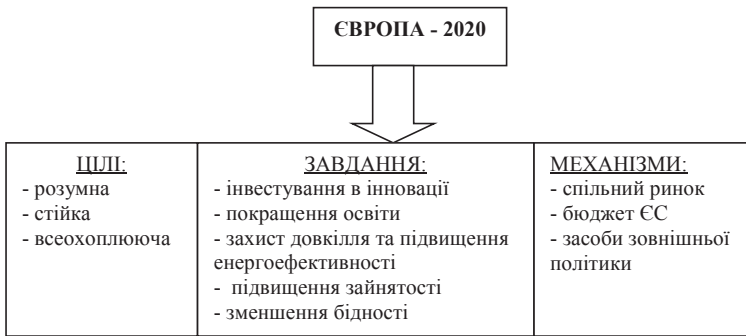 ЄВРОПА - 2020
ЦІЛІ:
- розумна
- стійка
- всеохоплююча
ЗАВДАННЯ:
- інвестування в інновації
- покращення освіти
- захист довкілля та підвищення
енергоефективності
- підвищення зайнятості
- зменшення бідності
МЕХАНІЗМИ:
- спільний ринок
- бюджет ЄС
- засоби зовнішньої
політики